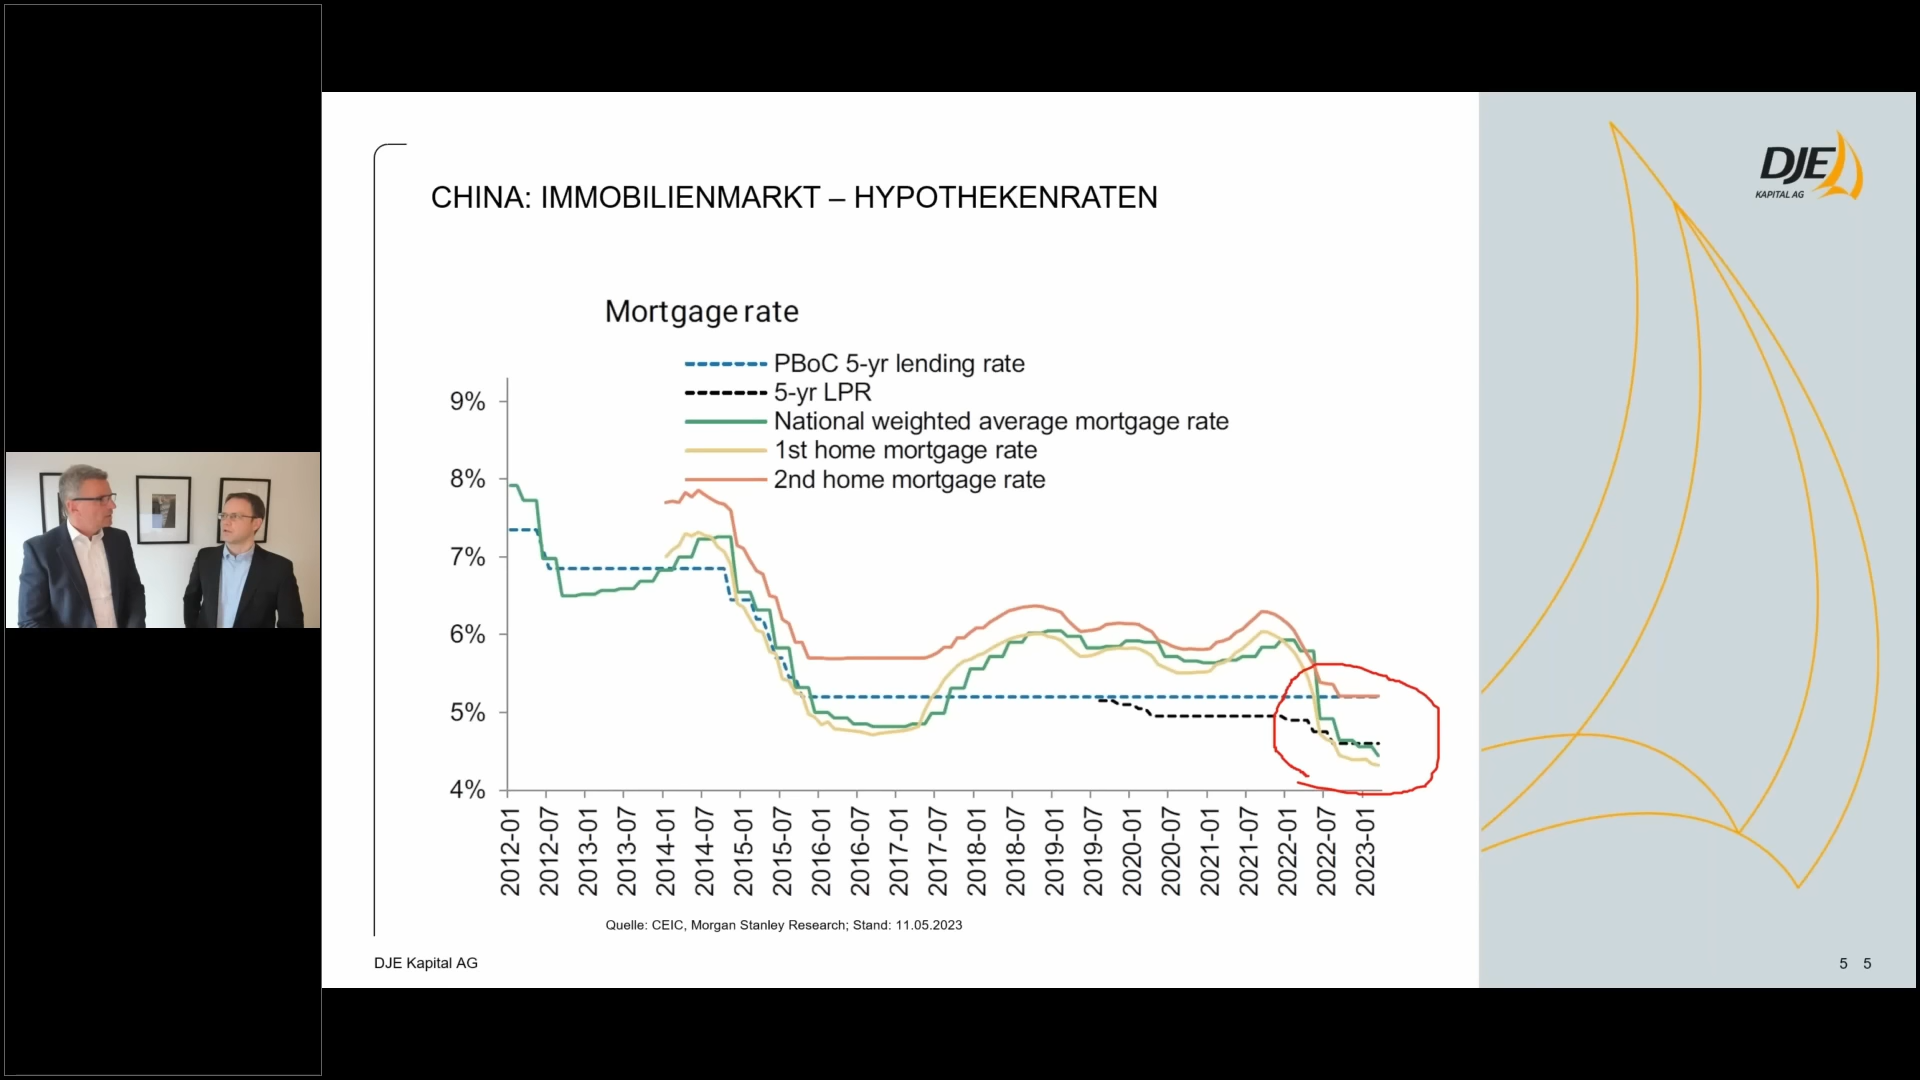 DJE
KAPITAL AG
CHINA: IMMOBILIENMARKT – HYPOTHEKENRATEN
Mortgage rate
PBoC 5-yr lending rate
5-yr LPR
National weighted average mortgage rate
1st home mortgage rate
2nd home mortgage rate
9%
8%
7%
6%
5%
4%
2012-01
2012-07
2013-01
2013-07
2014-01
2014-07
2015-01
2015-07
2016-01
2016-07
2017-01
2017-07
2018-01
2018-07
2019-01
2019-07
2020-01
2020-07
2021-01
2021-07
2022-01
2022-07
2023-01
Quelle: CEIC, Morgan Stanley Research; Stand: 11.05.2023
DJE Kapital AG
5 5